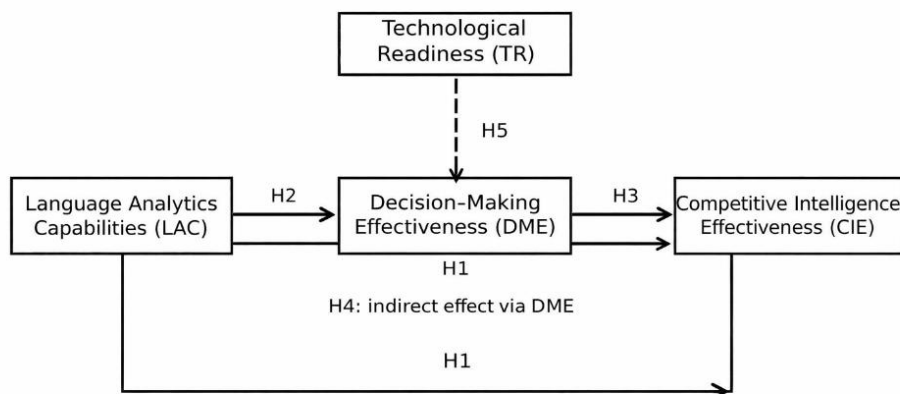 Technological
Readiness (TR)
H5
Language Analytics
Capabilities (LAC)
H2
Decision–Making
Effectiveness (DME)
H3
Competitive Intelligence
Effectiveness (CIE)
H1
H4: indirect effect via DME
H1